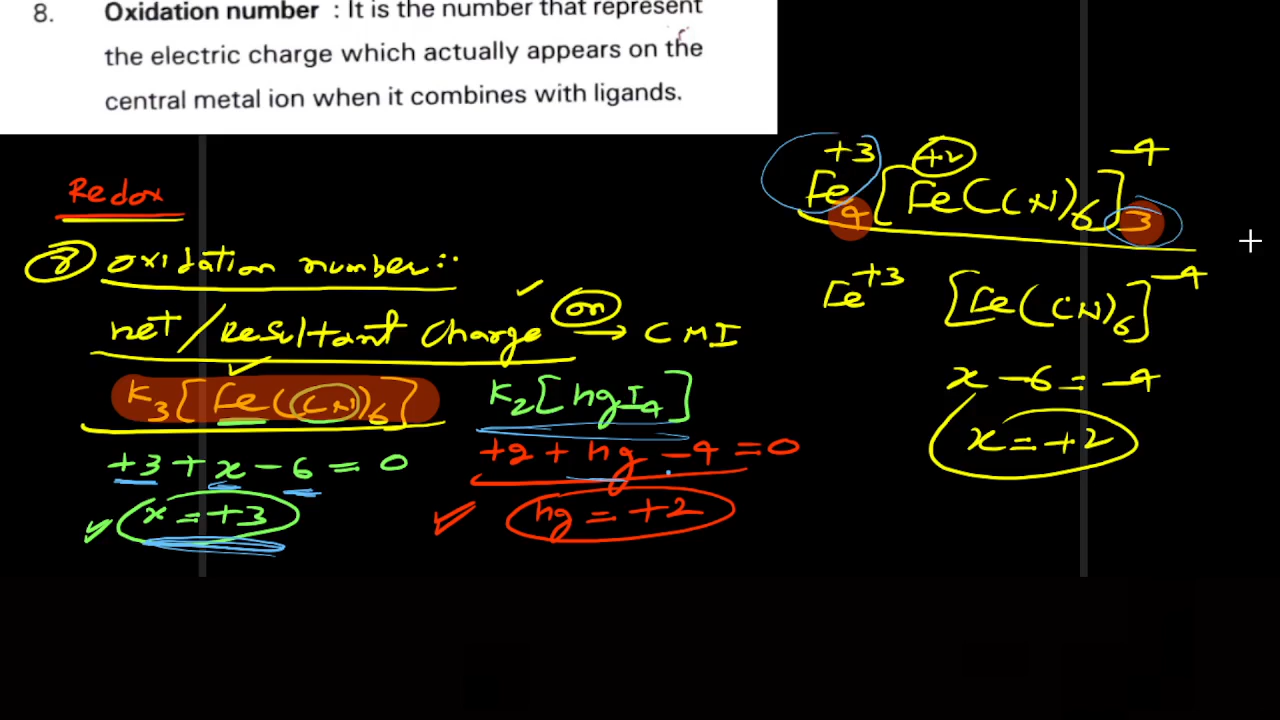 8. Oxidation number : It is the number that represent
the electric charge which actually appears on the
central metal ion when it combines with ligands.
Redox
⑧ Oxidation number:·
net/Resultant Charge on → CMI
K3[Fe(CN)6]
+3 + x - 6 = 0
x = +3
K2[hgI4]
+2 + hg - 4 = 0
hg = +2
+3 +2 -4
Fe4[Fe(CN)6]3
Fe+3 [Fe(CN)6]-4
x - 6 = -4
x = +2